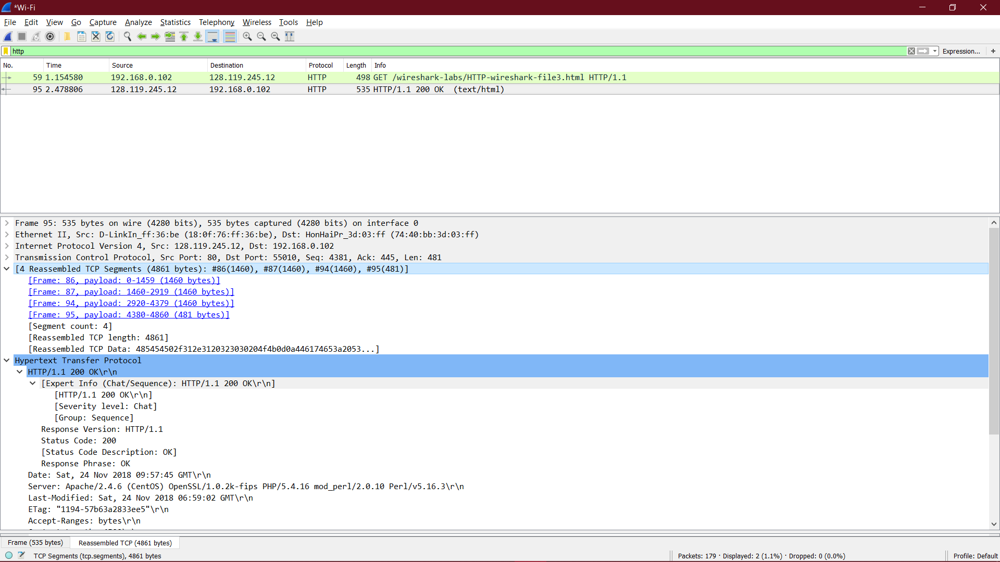 *Wi-Fi
File Edit View Go Capture Analyze Statistics Telephony Wireless Tools Help
http
Expression... +
No. Time Source Destination Protocol Length Info
59 1.154580 192.168.0.102 128.119.245.12 HTTP 498 GET /wireshark-labs/HTTP-wireshark-file3.html HTTP/1.1
95 2.478806 128.119.245.12 192.168.0.102 HTTP 535 HTTP/1.1 200 OK (text/html)
Frame 95: 535 bytes on wire (4280 bits), 535 bytes captured (4280 bits) on interface 0
Ethernet II, Src: D-LinkIn_ff:36:be (18:0f:76:ff:36:be), Dst: HonHaiPr_3d:03:ff (74:40:bb:3d:03:ff)
Internet Protocol Version 4, Src: 128.119.245.12, Dst: 192.168.0.102
Transmission Control Protocol, Src Port: 80, Dst Port: 55010, Seq: 4381, Ack: 445, Len: 481
[4 Reassembled TCP Segments (4861 bytes): #86(1460), #87(1460), #94(1460), #95(481)]
[Frame: 86, payload: 0-1459 (1460 bytes)]
[Frame: 87, payload: 1460-2919 (1460 bytes)]
[Frame: 94, payload: 2920-4379 (1460 bytes)]
[Frame: 95, payload: 4380-4860 (481 bytes)]
[Segment count: 4]
[Reassembled TCP length: 4861]
[Reassembled TCP Data: 485454502f312e3120323030204f4b0d0a446174653a2053...]
Hypertext Transfer Protocol
HTTP/1.1 200 OK\r\n
[Expert Info (Chat/Sequence): HTTP/1.1 200 OK\r\n]
[HTTP/1.1 200 OK\r\n]
[Severity level: Chat]
[Group: Sequence]
Response Version: HTTP/1.1
Status Code: 200
[Status Code Description: OK]
Response Phrase: OK
Date: Sat, 24 Nov 2018 09:57:45 GMT\r\n
Server: Apache/2.4.6 (CentOS) OpenSSL/1.0.2k-fips PHP/5.4.16 mod_perl/2.0.10 Perl/v5.16.3\r\n
Last-Modified: Sat, 24 Nov 2018 06:59:02 GMT\r\n
ETag: "1194-57b63a2833ee5"\r\n
Accept-Ranges: bytes\r\n
Frame (535 bytes) Reassembled TCP (4861 bytes)
TCP Segments (tcp.segments), 4861 bytes
Packets: 179 · Displayed: 2 (1.1%) · Dropped: 0 (0.0%)
Profile: Default